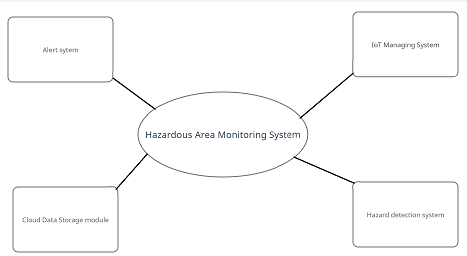 Alert sytem
IoT Managing System
Hazardous Area Monitoring System
Cloud Data Storage module
Hazard detection system